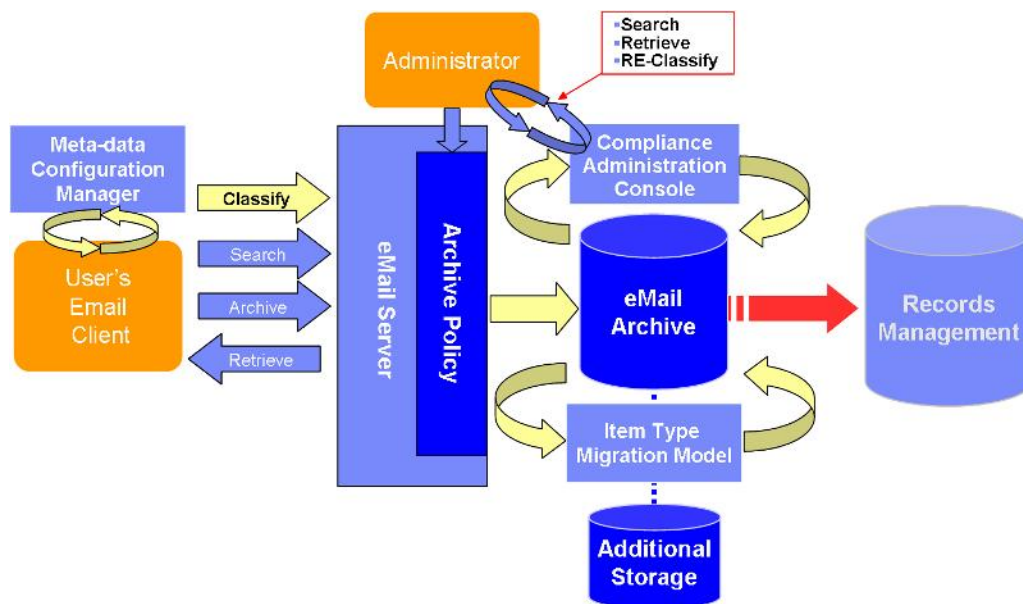 Administrator
▪Search
▪Retrieve
▪RE-Classify
Meta-data
Configuration
Manager
User's
Email
Client
Classify
Search
Archive
Retrieve
eMail Server
Archive Policy
Compliance
Administration
Console
eMail
Archive
Records
Management
Item Type
Migration Model
Additional
Storage